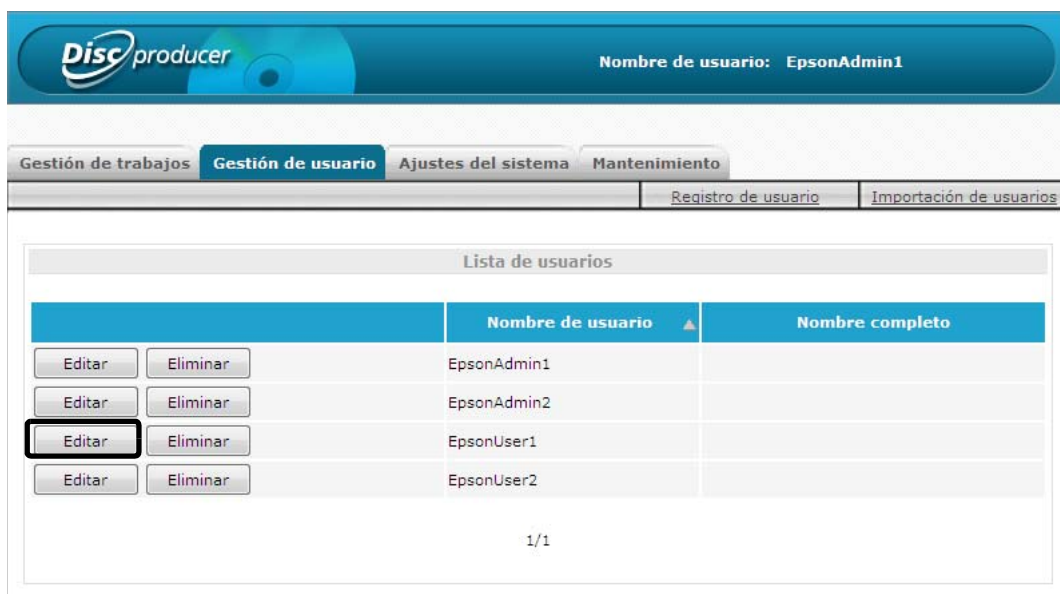 Disc producer
Nombre de usuario: EpsonAdmin1
Gestión de trabajos Gestión de usuario Ajustes del sistema Mantenimiento
Registro de usuario Importación de usuarios
Lista de usuarios
Nombre de usuario Nombre completo
Editar Eliminar EpsonAdmin1
Editar Eliminar EpsonAdmin2
Editar Eliminar EpsonUser1
Editar Eliminar EpsonUser2
1/1